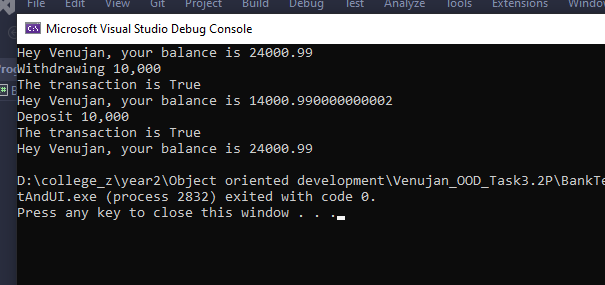 File Edit View Git Project Build Debug Test Analyze Tools Extensions
Microsoft Visual Studio Debug Console
Hey Venujan, your balance is 24000.99
Withdrawing 10,000
The transaction is True
Hey Venujan, your balance is 14000.990000000002
Deposit 10,000
The transaction is True
Hey Venujan, your balance is 24000.99
D:\college_z\year2\Object oriented development\Venujan_OOD_Task3.2P\BankTe
tAndUI.exe (process 2832) exited with code 0.
Press any key to close this window . . .